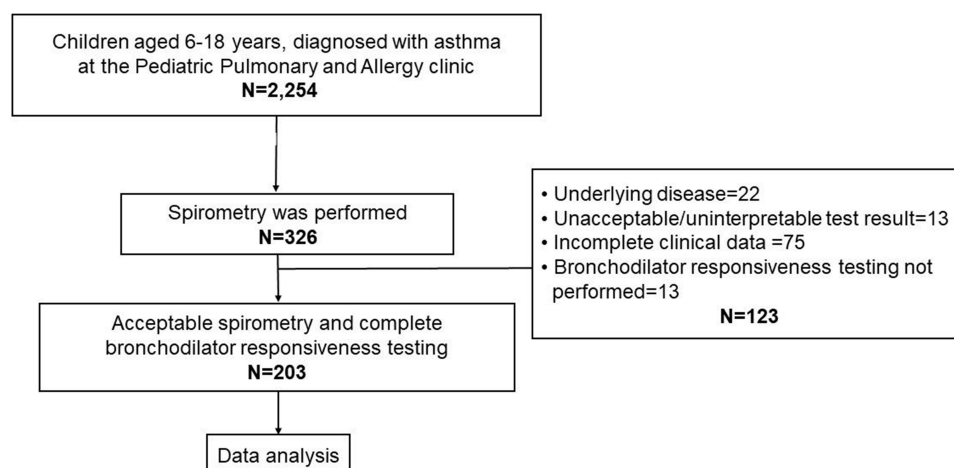 Children aged 6-18 years, diagnosed with asthma
at the Pediatric Pulmonary and Allergy clinic
N=2,254
Spirometry was performed
N=326
• Underlying disease=22
• Unacceptable/uninterpretable test result=13
• Incomplete clinical data =75
• Bronchodilator responsiveness testing not
performed=13
N=123
Acceptable spirometry and complete
bronchodilator responsiveness testing
N=203
Data analysis